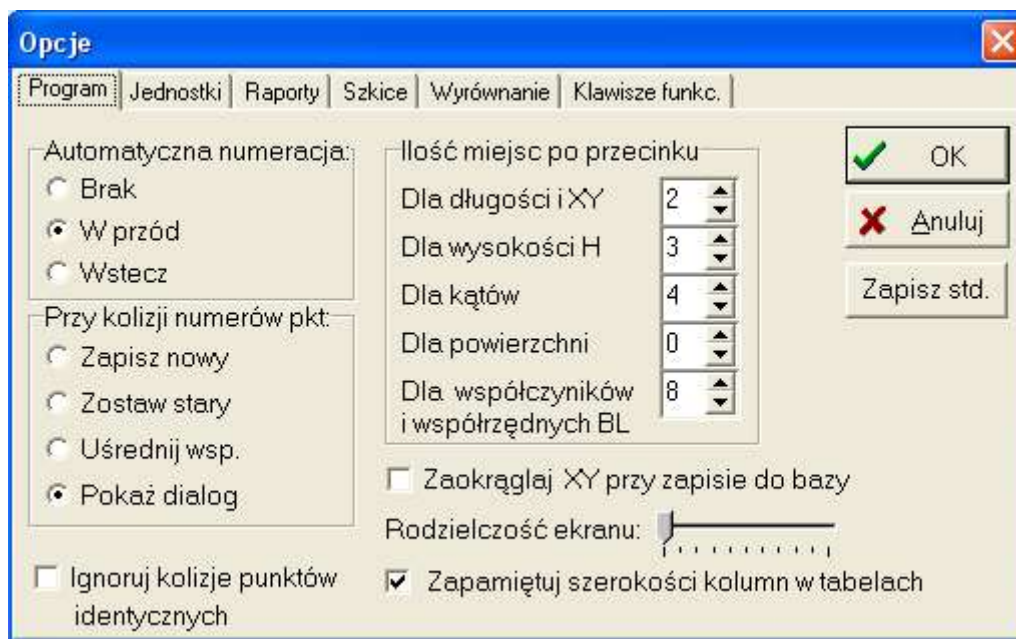 Opcje
Program
Jednostki
Raporty
Szkice
Wyrównanie
Klawisze funkc.
Automatyczna numeracja:
Brak
W przód
Wstecz
Przy kolizji numerów pkt:
Zapisz nowy
Zostaw stary
Uśrednij wsp.
Pokaż dialog
Ignoruj kolizje punktów
identycznych
Ilość miejsc po przecinku
Dla długości i XY 2
Dla wysokości H 3
Dla kątów 4
Dla powierzchni 0
Dla współczyników 8
i współrzędnych BL
Zaokrąglaj XY przy zapisie do bazy
Rodzielczość ekranu:
Zapamiętuj szerokości kolumn w tabelach
OK
Anuluj
Zapisz std.